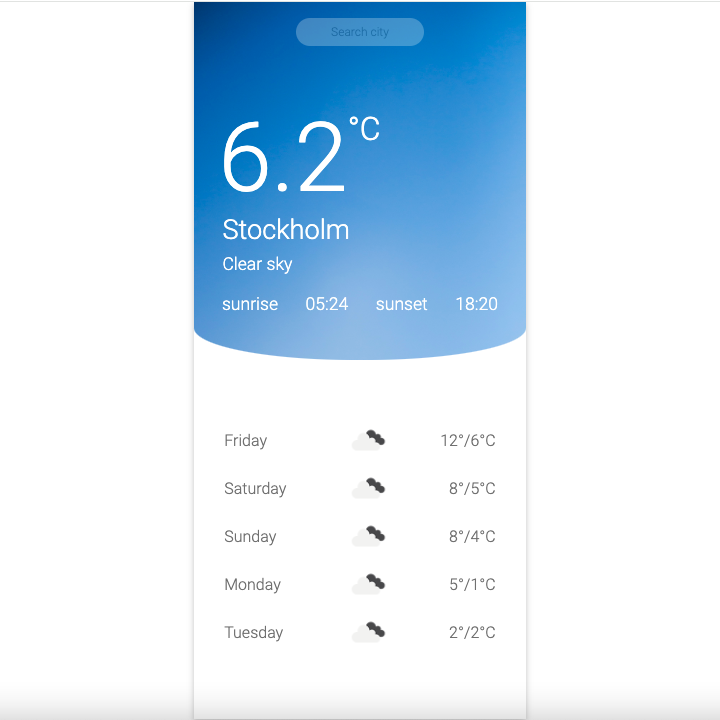 Search city
6.2°C
Stockholm
Clear sky
sunrise 05:24 sunset 18:20
Friday 12°/6°C
Saturday 8°/5°C
Sunday 8°/4°C
Monday 5°/1°C
Tuesday 2°/2°C